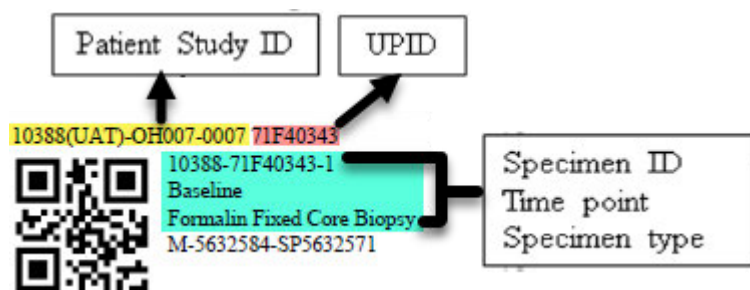 Patient Study ID
UPID
10388(UAT)-OH007-0007 71F40343
10388-71F40343-1
Baseline
Formalin Fixed Core Biopsy
M-5632584-SP5632571
Specimen ID
Time point
Specimen type